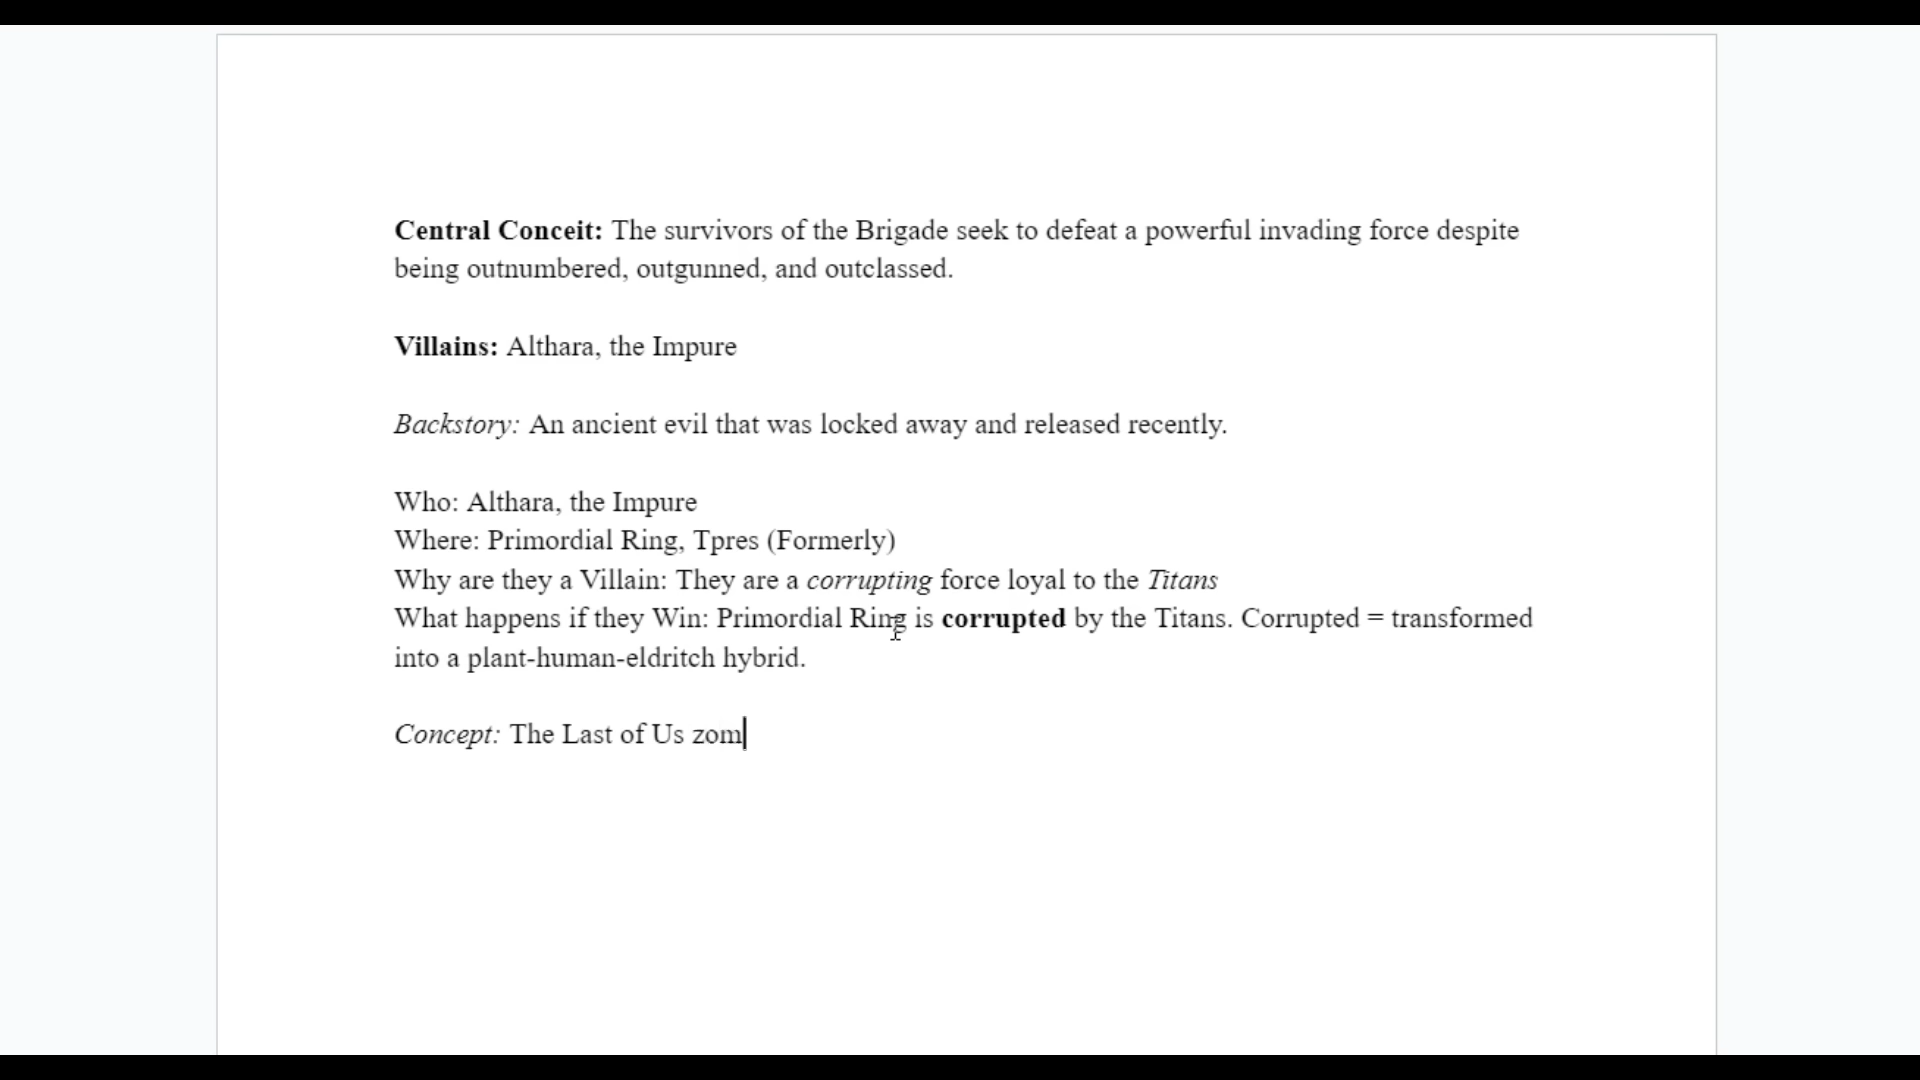 Central Conceit: The survivors of the Brigade seek to defeat a powerful invading force despite
being outnumbered, outgunned, and outclassed.
Villains: Althara, the Impure
Backstory: An ancient evil that was locked away and released recently.
Who: Althara, the Impure
Where: Primordial Ring, Tpres (Formerly)
Why are they a Villain: They are a corrupting force loyal to the Titans
What happens if they Win: Primordial Ring is corrupted by the Titans. Corrupted = transformed
into a plant-human-eldritch hybrid.
Concept: The Last of Us zom